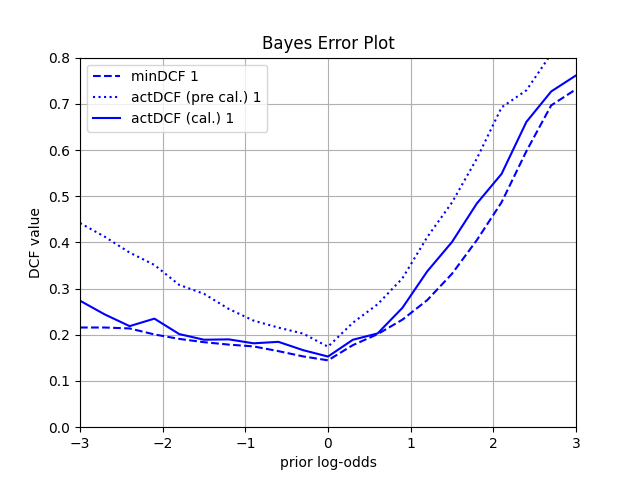 Bayes Error Plot
minDCF 1
actDCF (pre cal.) 1
actDCF (cal.) 1
DCF value
0.8
0.7
0.6
0.5
0.4
0.3
0.2
0.1
0.0
−3 −2 −1 0 1 2 3
prior log-odds